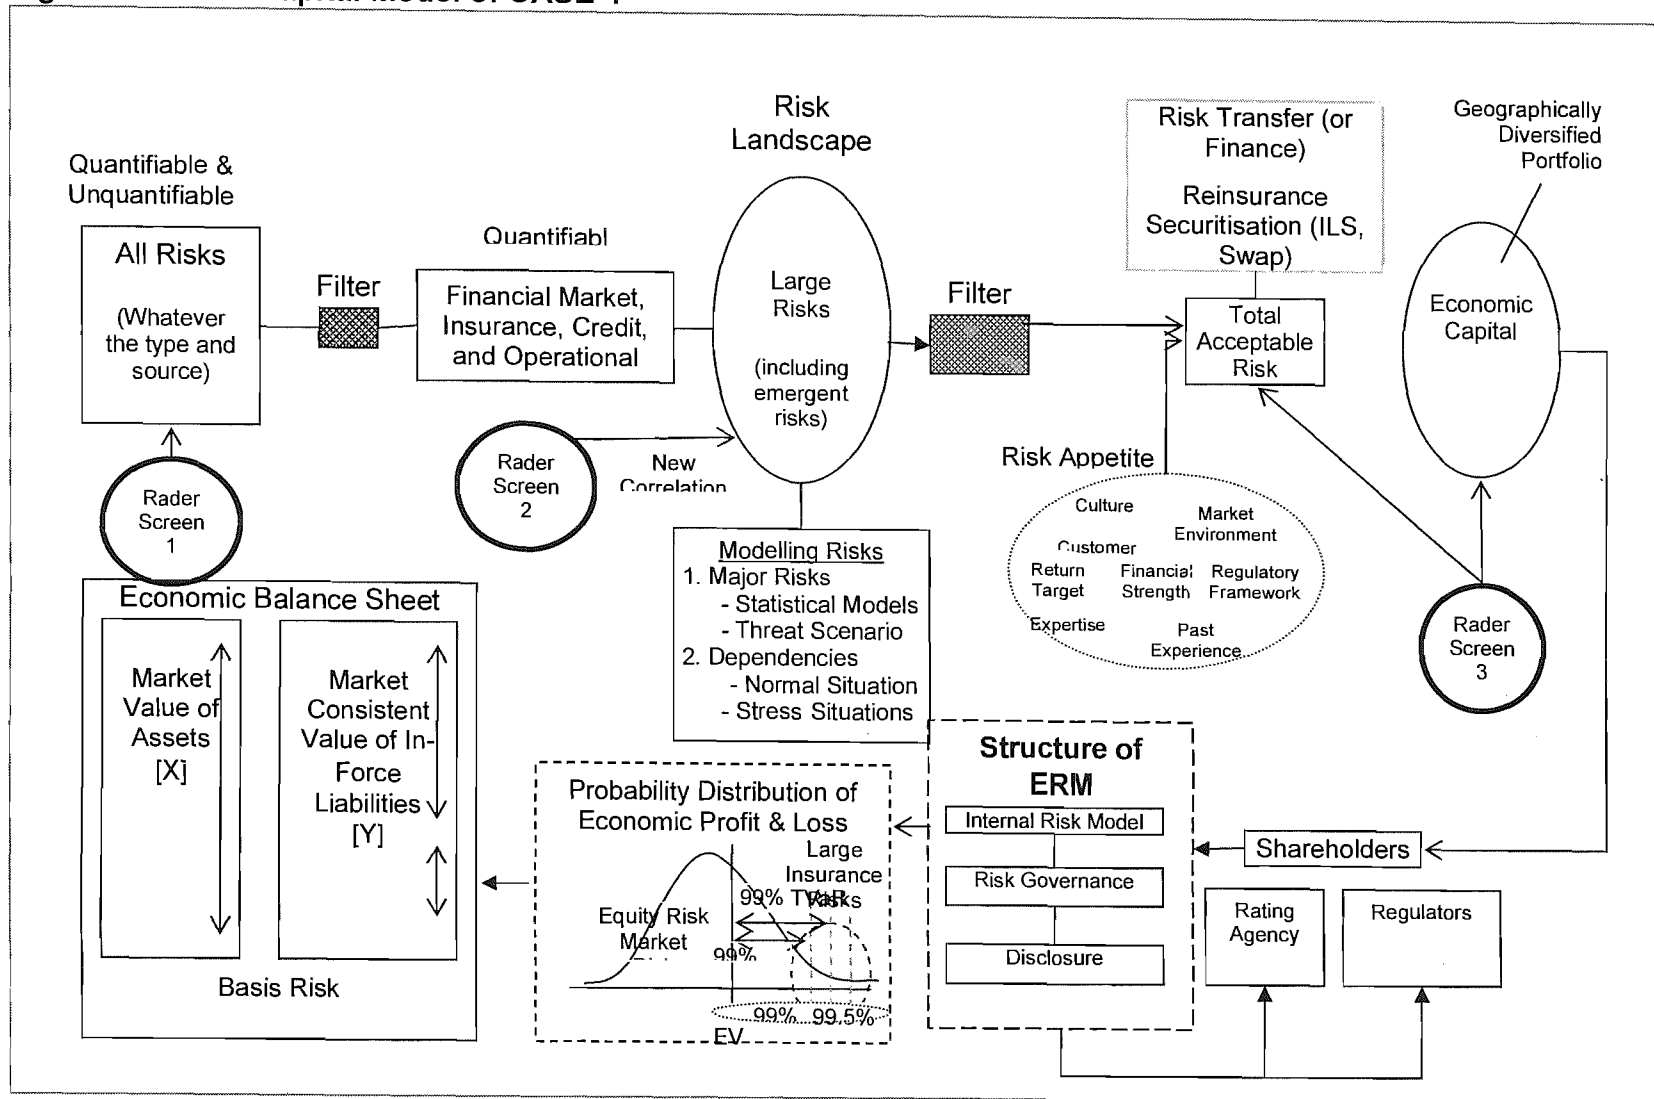 Quantifiable &
Unquantifiable
All Risks
(Whatever
the type and
source)
Filter
Quantifiabl
Financial Market,
Insurance, Credit,
and Operational
Risk
Landscape
Large
Risks
(including
emergent
risks)
Filter
Risk Transfer (or
Finance)
Reinsurance
Securitisation (ILS,
Swap)
Total
Acceptable
Risk
Geographically
Diversified
Portfolio
Economic
Capital
Rader
Screen
1
Rader
Screen
2
New
Correlation
Risk Appetite
Culture
Market
Environment
Customer
Return
Target
Financial
Strength
Regulatory
Framework
Expertise
Past
Experience
Rader
Screen
3
Modelling Risks
1. Major Risks
- Statistical Models
- Threat Scenario
2. Dependencies
- Normal Situation
- Stress Situations
Economic Balance Sheet
Market
Value of
Assets
[X]
Market
Consistent
Value of In-
Force
Liabilities
[Y]
Basis Risk
Probability Distribution of
Economic Profit & Loss
Large
Insurance
Risks
99% TVaR
Equity Risk
Market
99%
99% 99.5%
EV
Structure of
ERM
Internal Risk Model
Risk Governance
Disclosure
Shareholders
Rating
Agency
Regulators